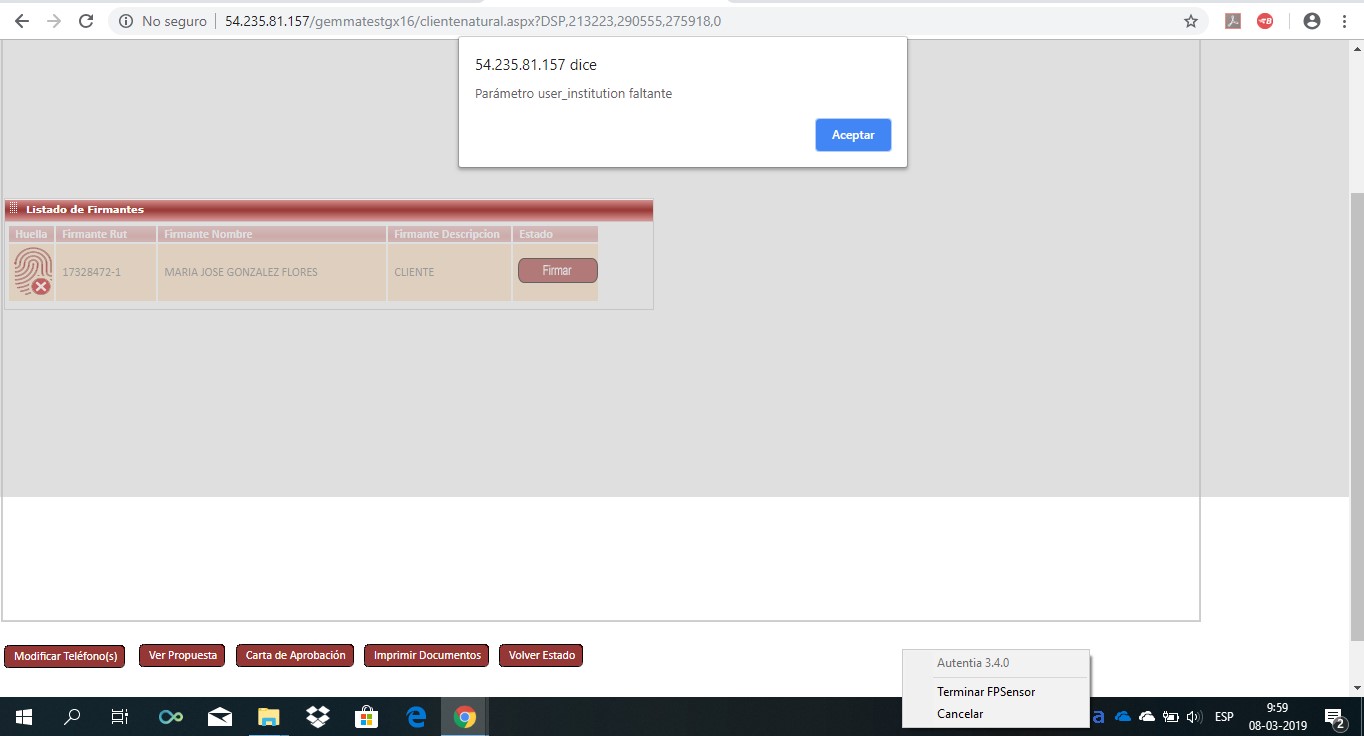 No seguro
54.235.81.157/gemmatestgx16/clientenatural.aspx?DSP,213223,290555,275918,0
54.235.81.157 dice
Parámetro user_institution faltante
Aceptar
Listado de Firmantes
Huella Firmante Rut Firmante Nombre Firmante Descripcion Estado
17328472-1 MARIA JOSE GONZALEZ FLORES CLIENTE Firmar
Modificar Teléfono(s) Ver Propuesta Carta de Aprobación Imprimir Documentos Volver Estado
Autentia 3.4.0
Terminar FPSensor
Cancelar
a ESP
9:59
08-03-2019
2